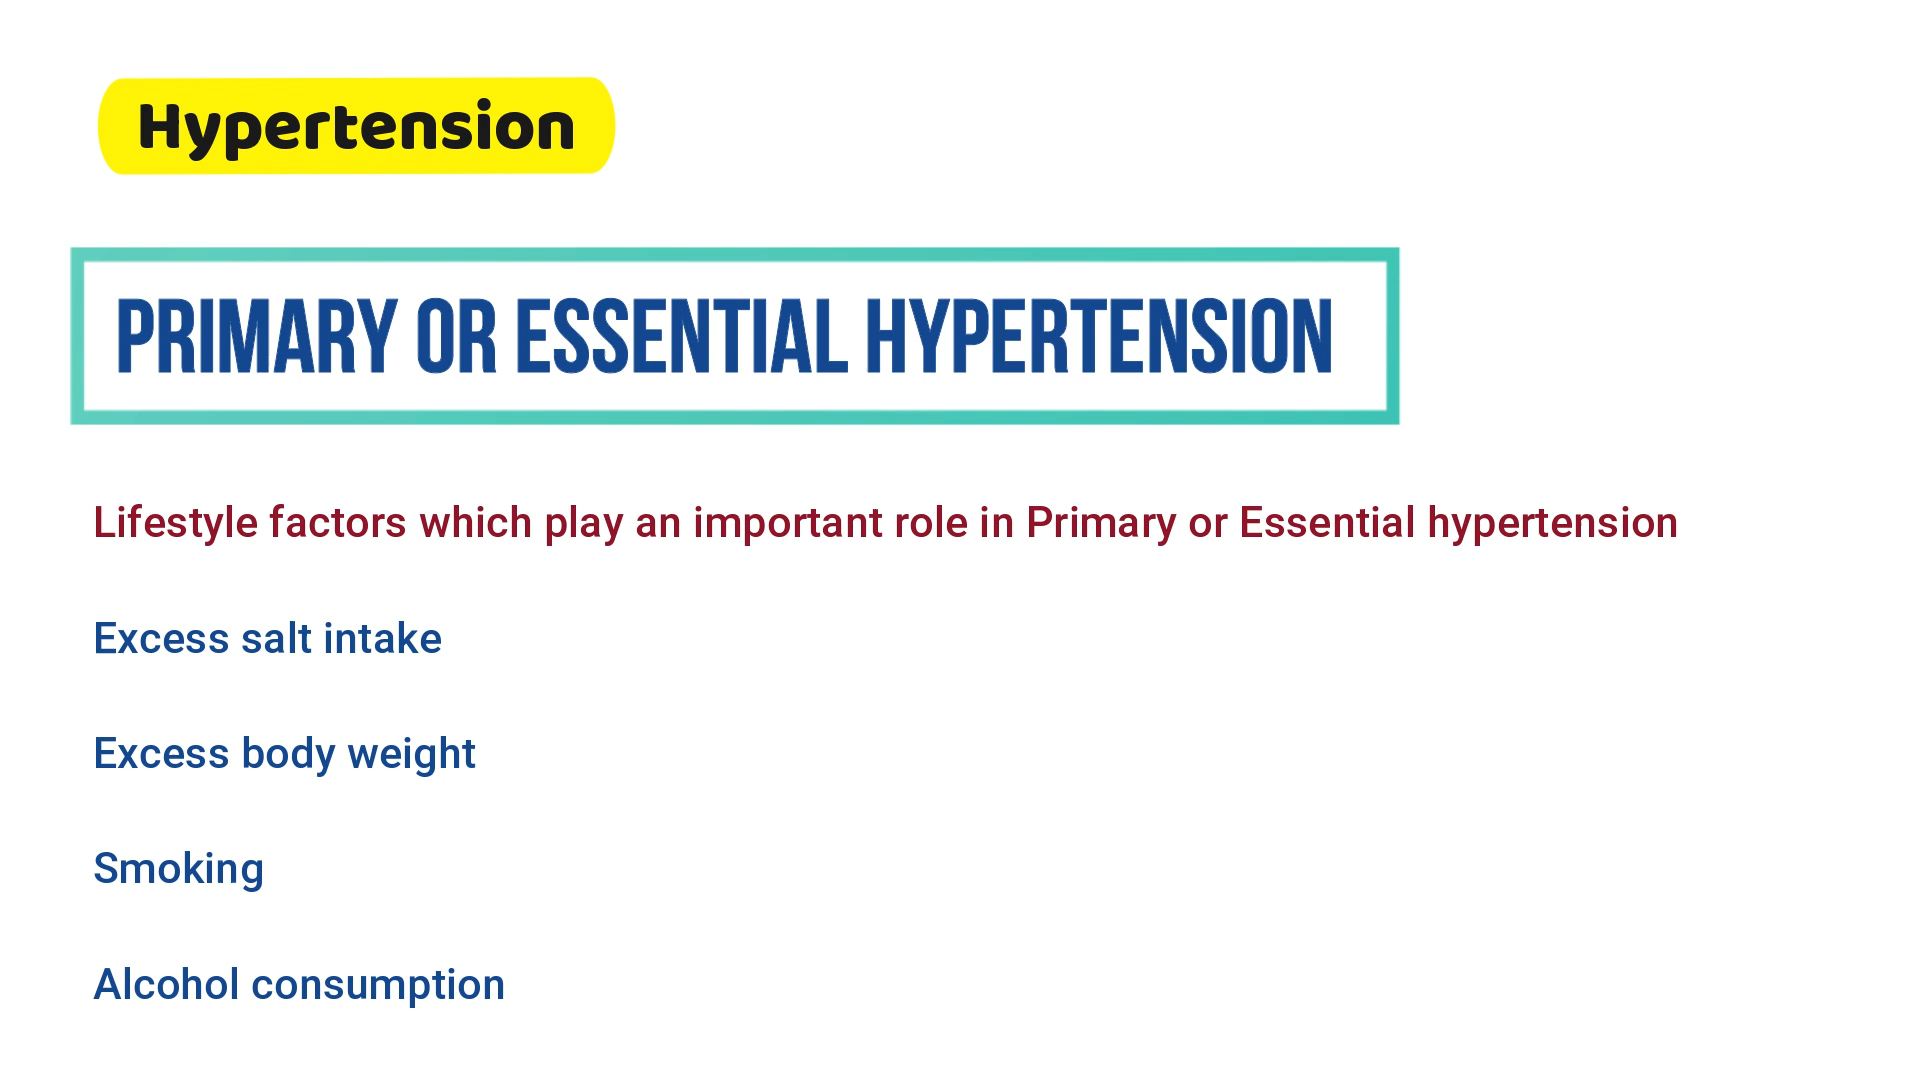 Hypertension
PRIMARY OR ESSENTIAL HYPERTENSION
Lifestyle factors which play an important role in Primary or Essential hypertension
Excess salt intake
Excess body weight
Smoking
Alcohol consumption